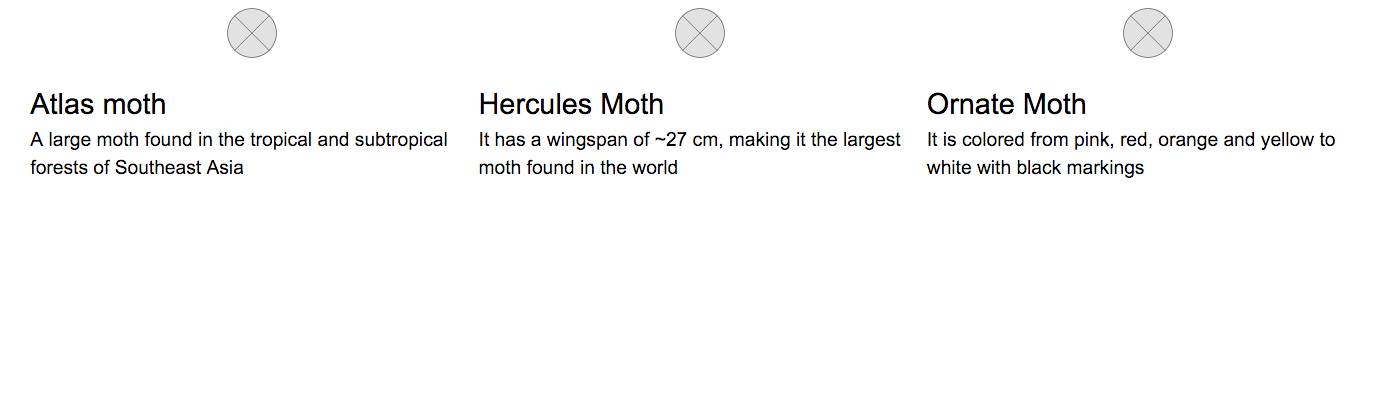 Atlas moth
A large moth found in the tropical and subtropical
forests of Southeast Asia
Hercules Moth
It has a wingspan of ~27 cm, making it the largest
moth found in the world
Ornate Moth
It is colored from pink, red, orange and yellow to
white with black markings